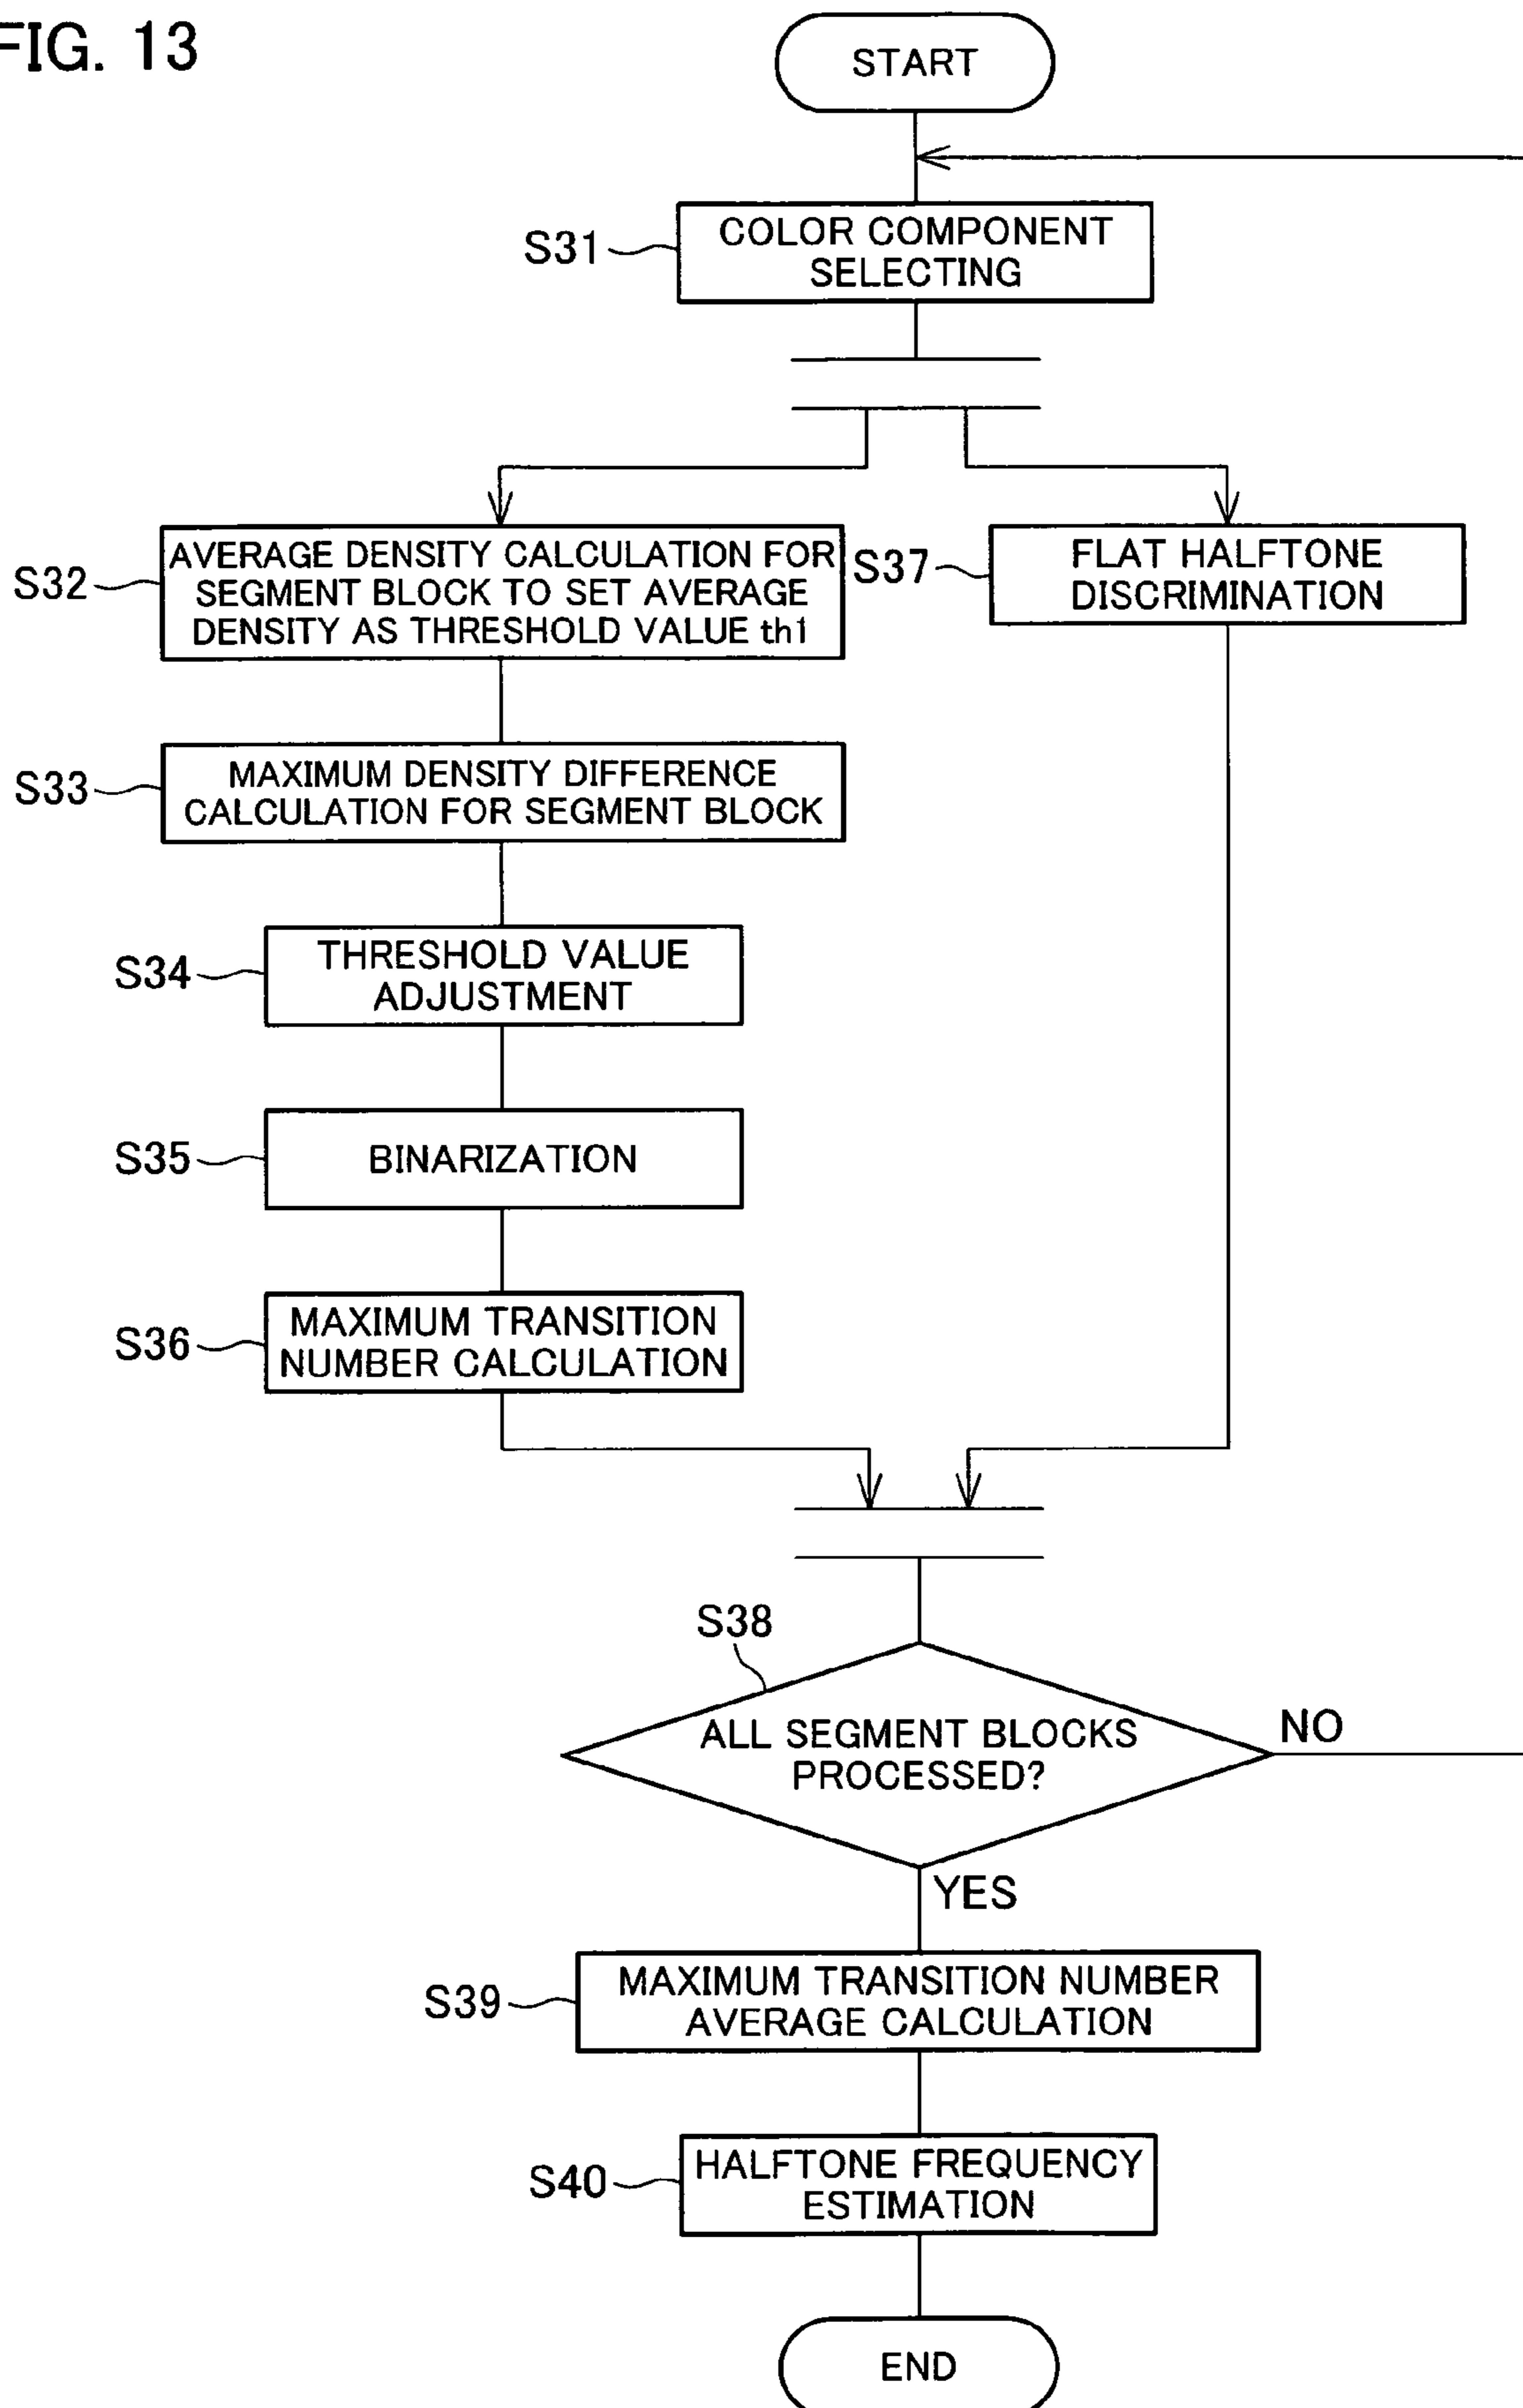 FIG. 13
START
S31
COLOR COMPONENT
SELECTING
S32
AVERAGE DENSITY CALCULATION FOR
SEGMENT BLOCK TO SET AVERAGE
DENSITY AS THRESHOLD VALUE th1
S37
FLAT HALFTONE
DISCRIMINATION
S33
MAXIMUM DENSITY DIFFERENCE
CALCULATION FOR SEGMENT BLOCK
S34
THRESHOLD VALUE
ADJUSTMENT
S35
BINARIZATION
S36
MAXIMUM TRANSITION
NUMBER CALCULATION
S38
ALL SEGMENT BLOCKS
PROCESSED?
NO
YES
S39
MAXIMUM TRANSITION NUMBER
AVERAGE CALCULATION
S40
HALFTONE FREQUENCY
ESTIMATION
END